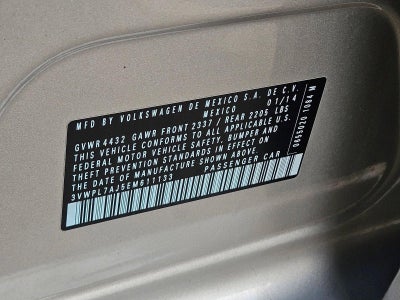 MFD BY VOLKSWAGEN DE MEXICO S.A. DE C.V.
MEXICO 01/14
GVWR 4432 GAWR FRONT 2337 / REAR 2205 LBS
THIS VEHICLE CONFORMS TO ALL APPLICABLE U.S.
FEDERAL MOTOR VEHICLE SAFETY, BUMPER AND
THEFT PREVENTION STANDARDS IN EFFECT ON
THE DATE OF MANUFACTURE SHOWN ABOVE.
3VWPL7AJ5EM611133 PASSENGER CAR
0655020 1084 M